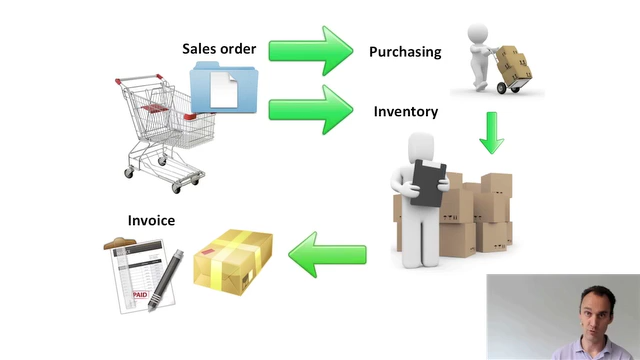 Sales order
Purchasing
Inventory
Invoice
PAID